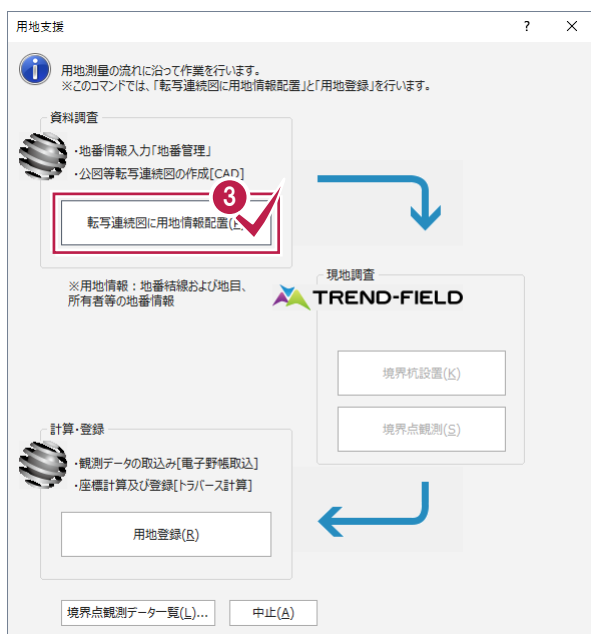 用地支援
? ×
用地測量の流れに沿って作業を行います。
※このコマンドでは、「転写連続図に用地情報配置」と「用地登録」を行います。
資料調査
・地番情報入力「地番管理」
・公図等転写連続図の作成[CAD]
3
転写連続図に用地情報配置(
※用地情報：地番結線および地目、
所有者等の地番情報
現地調査
TREND-FIELD
境界杭設置(K)
境界点観測(S)
計算・登録
・観測データの取込み[電子野帳取込]
・座標計算及び登録[トラバース計算]
用地登録(R)
境界点観測データ一覧(L)...
中止(A)